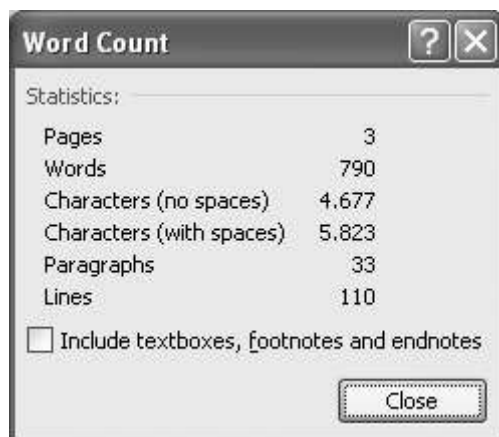 Word Count
Statistics:
Pages 3
Words 790
Characters (no spaces) 4.677
Characters (with spaces) 5.823
Paragraphs 33
Lines 110
Include textboxes, footnotes and endnotes
Close